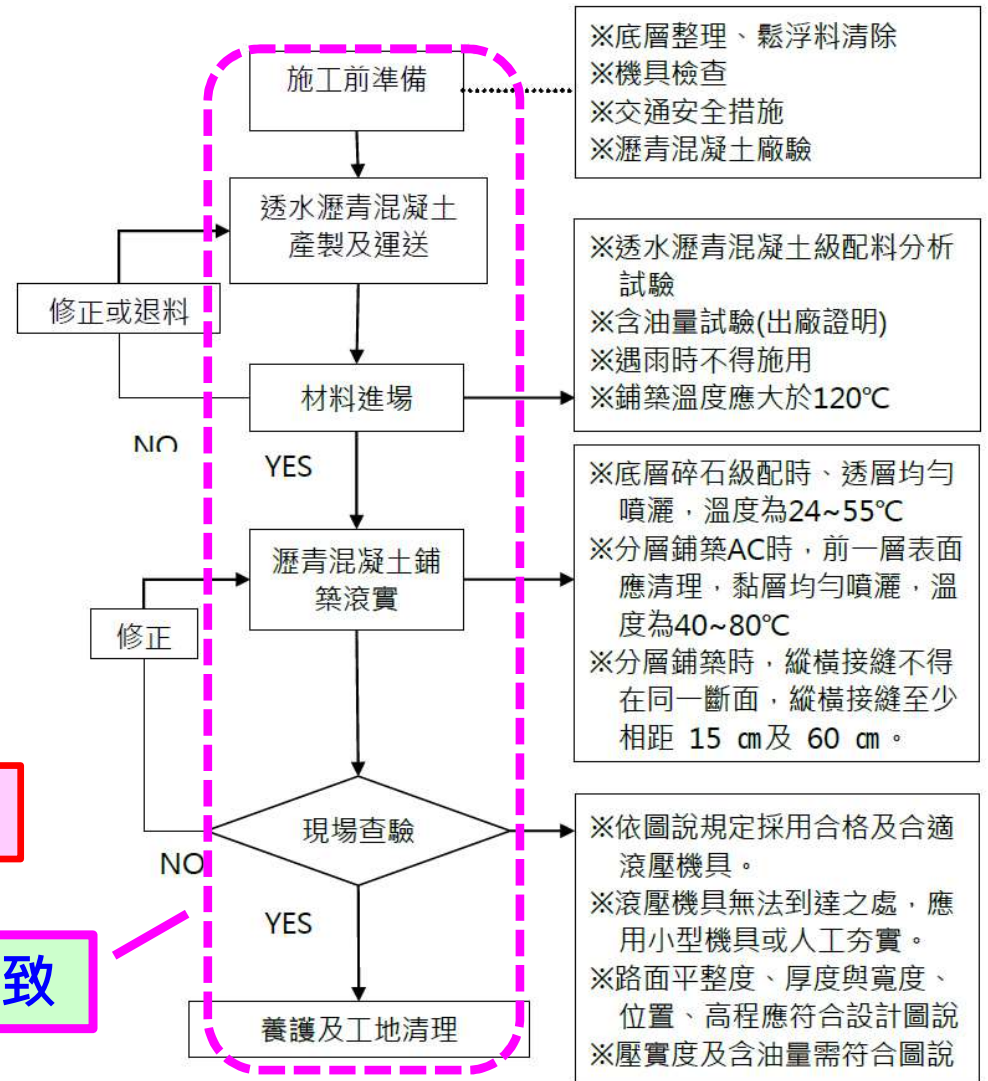 施工前準備
※底層整理、鬆浮料清除
※機具檢查
※交通安全措施
※瀝青混凝土廠驗
透水瀝青混凝土
產製及運送
修正或退料
材料進場
※透水瀝青混凝土級配料分析
試驗
※含油量試驗(出廠證明)
※遇雨時不得施用
※鋪築溫度應大於120℃
NO
YES
瀝青混凝土鋪
築滾實
修正
※底層碎石級配時、透層均勻
噴灑，溫度為24~55℃
※分層鋪築AC時，前一層表面
應清理，黏層均勻噴灑，溫
度為40~80℃
※分層鋪築時，縱橫接縫不得
在同一斷面，縱橫接縫至少
相距 15 ㎝及 60 ㎝。
現場查驗
NO
YES
※依圖說規定採用合格及合適
滾壓機具。
※滾壓機具無法到達之處，應
用小型機具或人工夯實。
※路面平整度、厚度與寬度、
位置、高程應符合設計圖說
※壓實度及含油量需符合圖說
致
養護及工地清理